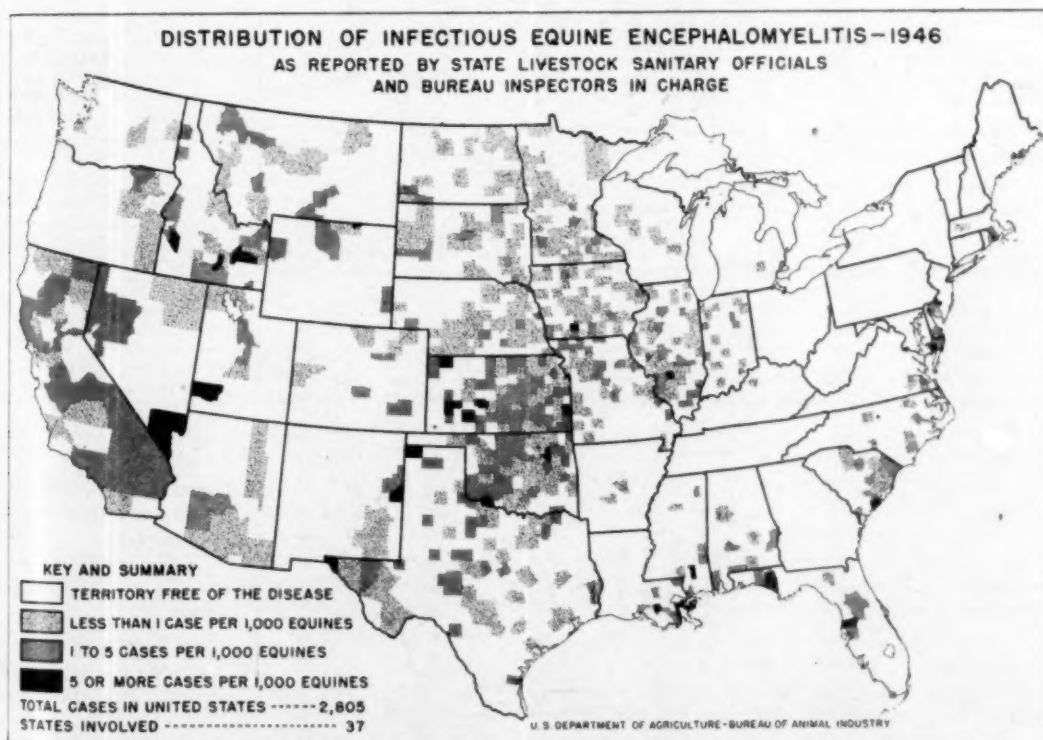 DISTRIBUTION OF INFECTIOUS EQUINE ENCEPHALOMYELITIS—1946
AS REPORTED BY STATE LIVESTOCK SANITARY OFFICIALS
AND BUREAU INSPECTORS IN CHARGE
KEY AND SUMMARY
TERRITORY FREE OF THE DISEASE
LESS THAN 1 CASE PER 1,000 EQUINES
1 TO 5 CASES PER 1,000 EQUINES
5 OR MORE CASES PER 1,000 EQUINES
TOTAL CASES IN UNITED STATES ------ 2,805
STATES INVOLVED ---------------- 37
U.S. DEPARTMENT OF AGRICULTURE-BUREAU OF ANIMAL INDUSTRY